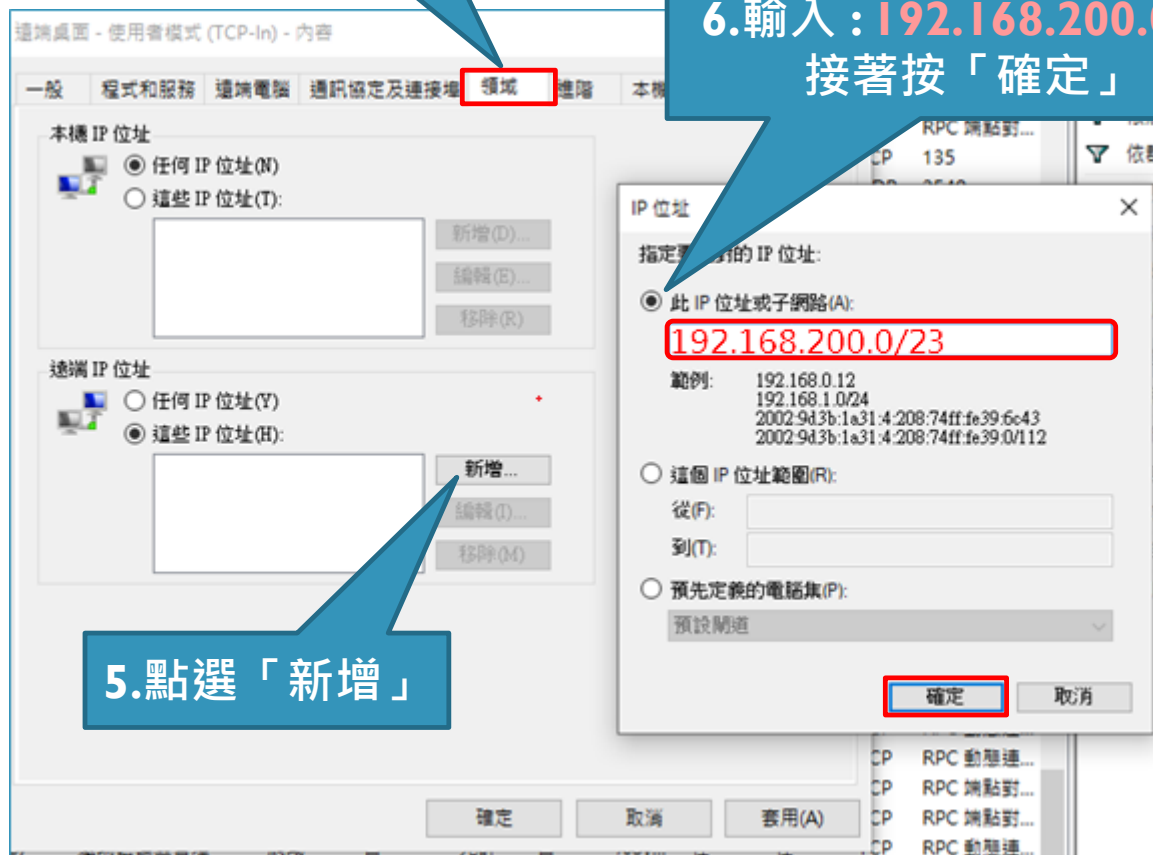 遠端桌面 - 使用者模式 (TCP-In) - 內容
6.輸入：192.168.200.
接著按「確定」
一般 程式和服務 遠端電腦 通訊協定及連接埠 領域 進階 本機
本機 IP 位址
任何 IP 位址(N)
這些 IP 位址(T):
新增(D)...
編輯(E)...
移除(R)
遠端 IP 位址
任何 IP 位址(Y)
這些 IP 位址(H):
新增...
編輯(I)...
移除(M)
5.點選「新增」
確定 取消 套用(A)
RPC 端點對...
CP 135
IP 位址
指定 對的 IP 位址:
此 IP 位址或子網路(A):
192.168.200.0/23
範例: 192.168.0.12
192.168.1.0/24
2002:9d3b:1a31:4:208:74ff:fe39:6c43
2002:9d3b:1a31:4:208:74ff:fe39:0/112
這個 IP 位址範圍(R):
從(F):
到(T):
預先定義的電腦集(P):
預設閘道
確定 取消
CP RPC 動態連...
CP RPC 端點對...
CP RPC 端點對...
CP RPC 動態連...